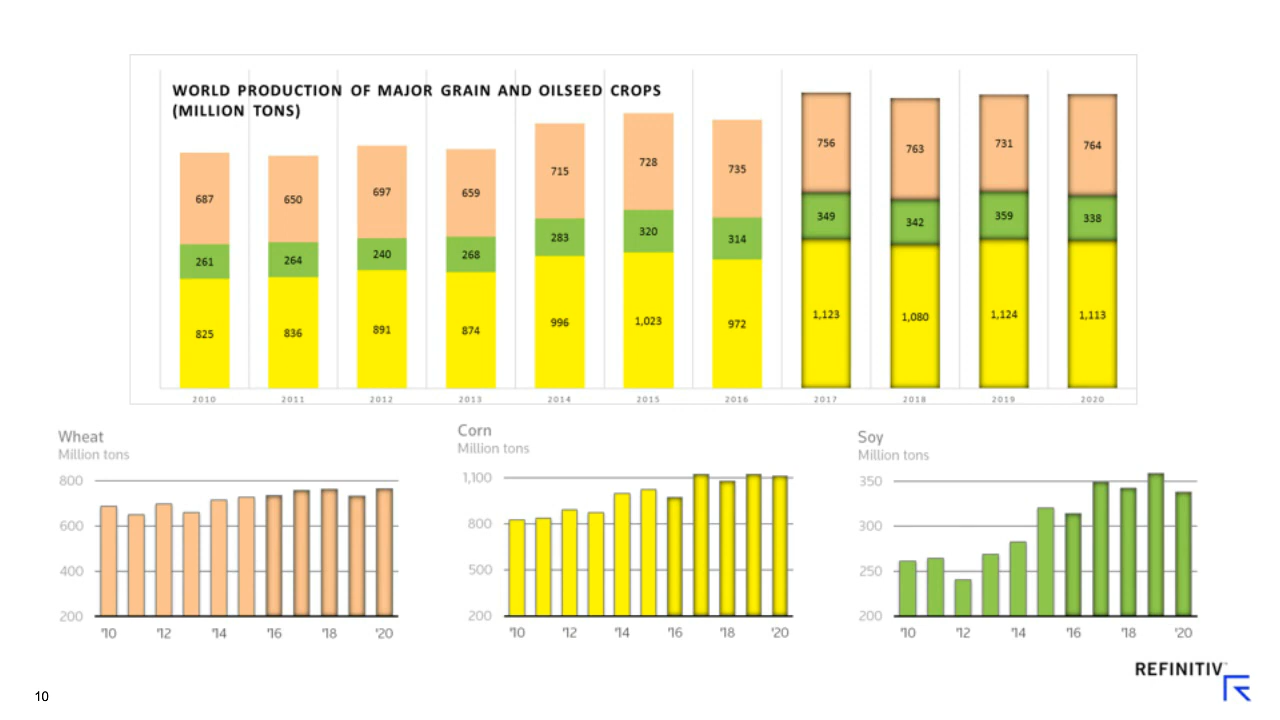 WORLD PRODUCTION OF MAJOR GRAIN AND OILSEED CROPS
(MILLION TONS)
687 650 697 659 715 728 735 756 763 731 764
261 264 240 268 283 320 314 349 342 359 338
825 836 891 874 996 1,023 972 1,123 1,080 1,124 1,113
2010 2011 2012 2013 2014 2015 2016 2017 2018 2019 2020
Wheat
Million tons
800
600
400
200
'10 '12 '14 '16 '18 '20
Corn
Million tons
1,100
800
500
200
'10 '12 '14 '16 '18 '20
Soy
Million tons
350
300
250
200
'10 '12 '14 '16 '18 '20
REFINITIV
10